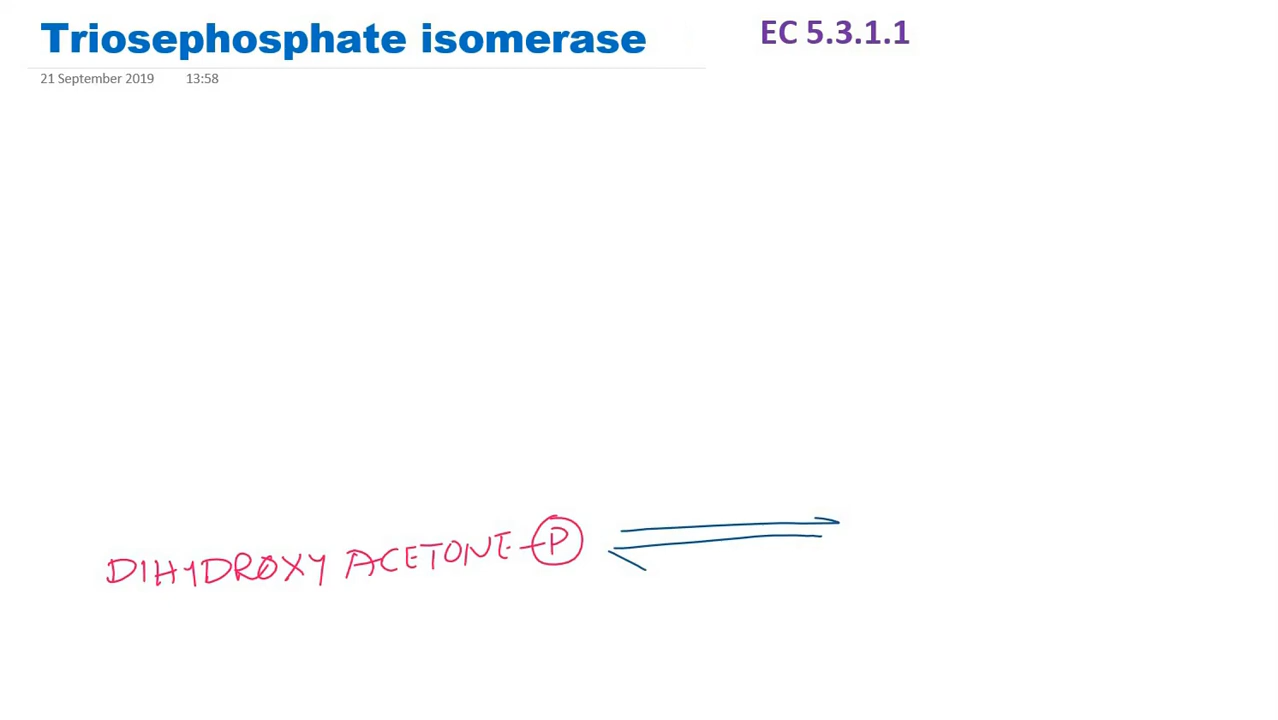 Triosephosphate isomerase EC 5.3.1.1
21 September 2019 13:58
DIHYDROXY ACETONE-P